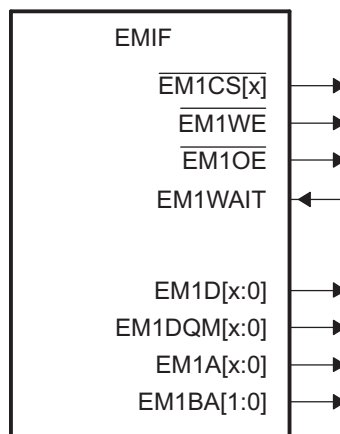 EMIF
EM1CS[x]
EM1WE
EM1OE
EM1WAIT
EM1D[x:0]
EM1DQM[x:0]
EM1A[x:0]
EM1BA[1:0]